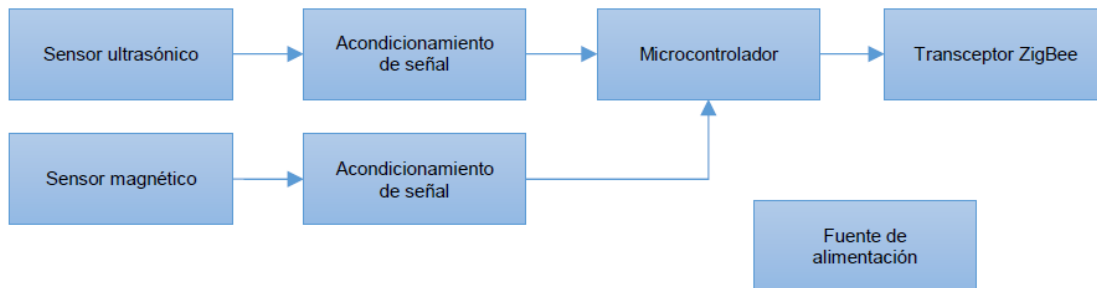 Sensor ultrasónico
Acondicionamiento
de señal
Microcontrolador
Transceptor ZigBee
Sensor magnético
Acondicionamiento
de señal
Fuente de
alimentación